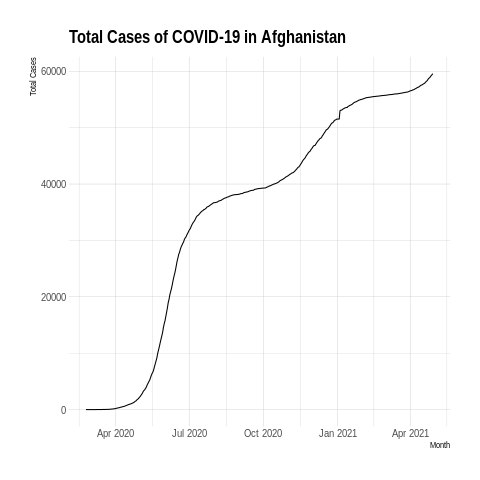 Total Cases of COVID-19 in Afghanistan
Total Cases
60000
40000
20000
0
Apr 2020 Jul 2020 Oct 2020 Jan 2021 Apr 2021
Month